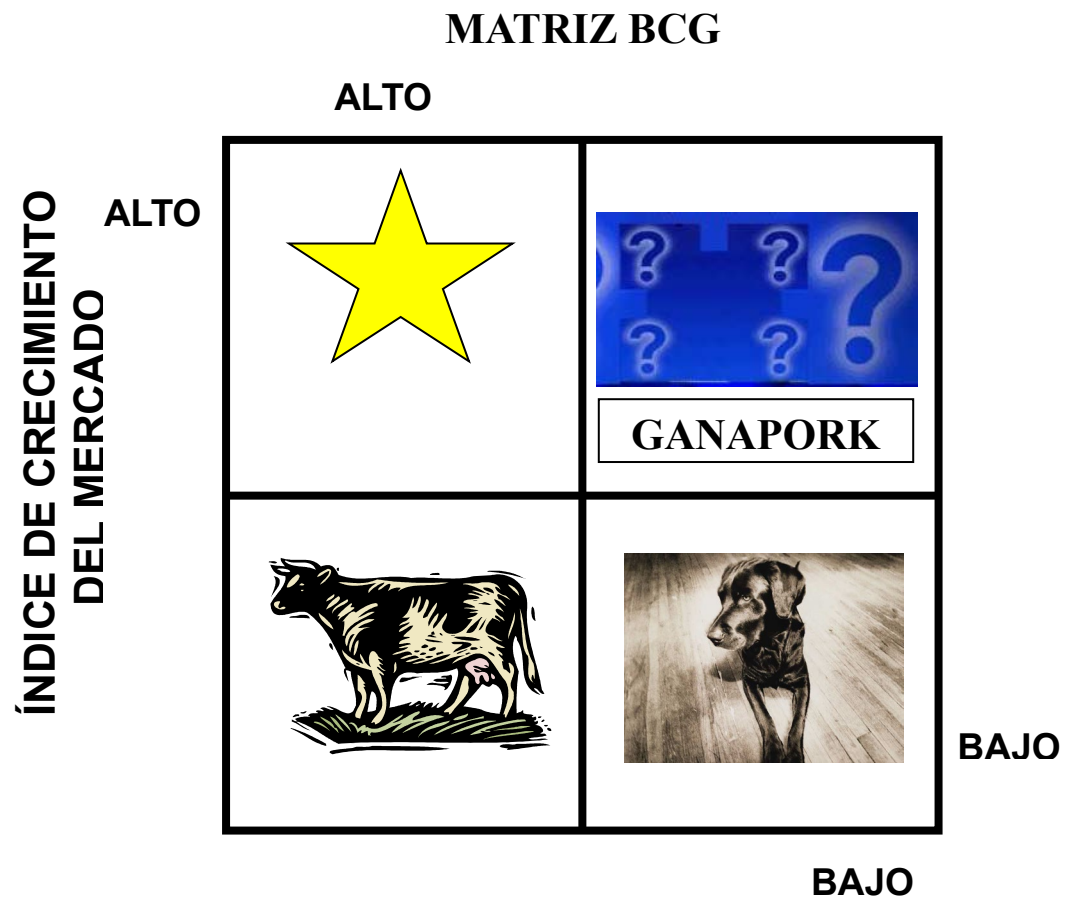 MATRIZ BCG
ALTO
ALTO
ÍNDICE DE CRECIMIENTO
DEL MERCADO
? ? ?
? ?
GANAPORK
BAJO
BAJO